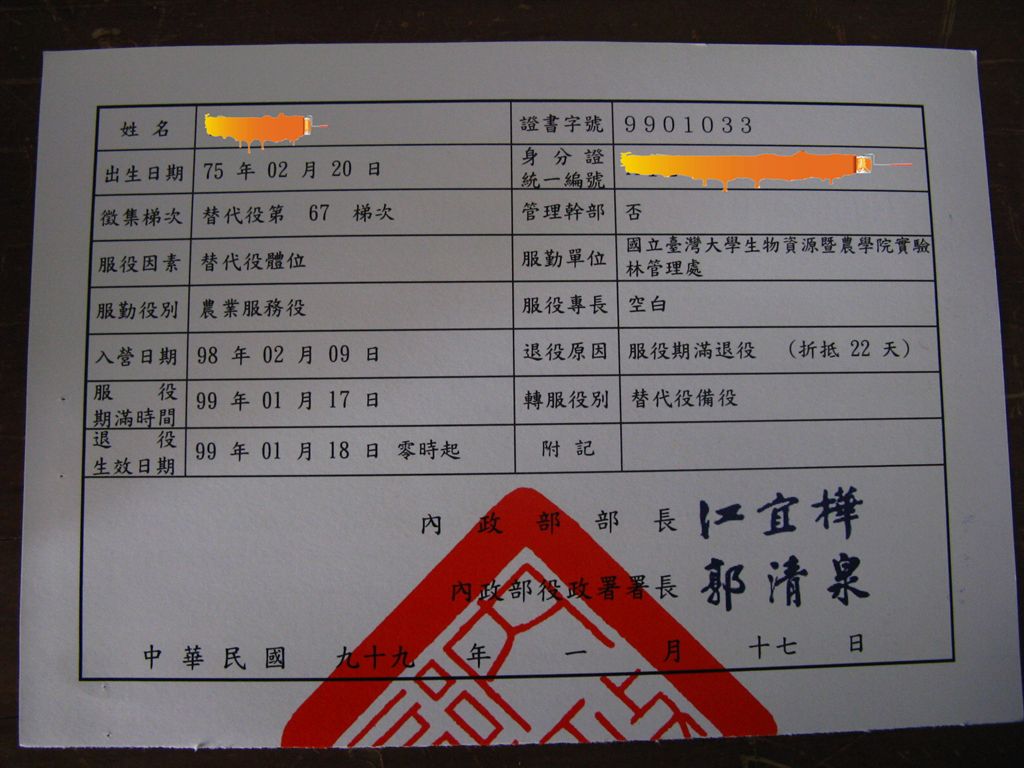 姓名 證書字號 9901033
出生日期 75 年 02 月 20 日 身分證統一編號
徵集梯次 替代役第 67 梯次 管理幹部 否
服役因素 替代役體位 服勤單位 國立臺灣大學生物資源暨農學院實驗
林管理處
服勤役別 農業服務役 服役專長 空白
入營日期 98 年 02 月 09 日 退役原因 服役期滿退役 (折抵 22 天)
服役期滿時間 99 年 01 月 17 日 轉服役別 替代役備役
退役生效日期 99 年 01 月 18 日 零時起 附記
內政部部長 江宜樺
內政部役政署署長 郭清泉
中華民國 九十九 年 一 月 十七 日